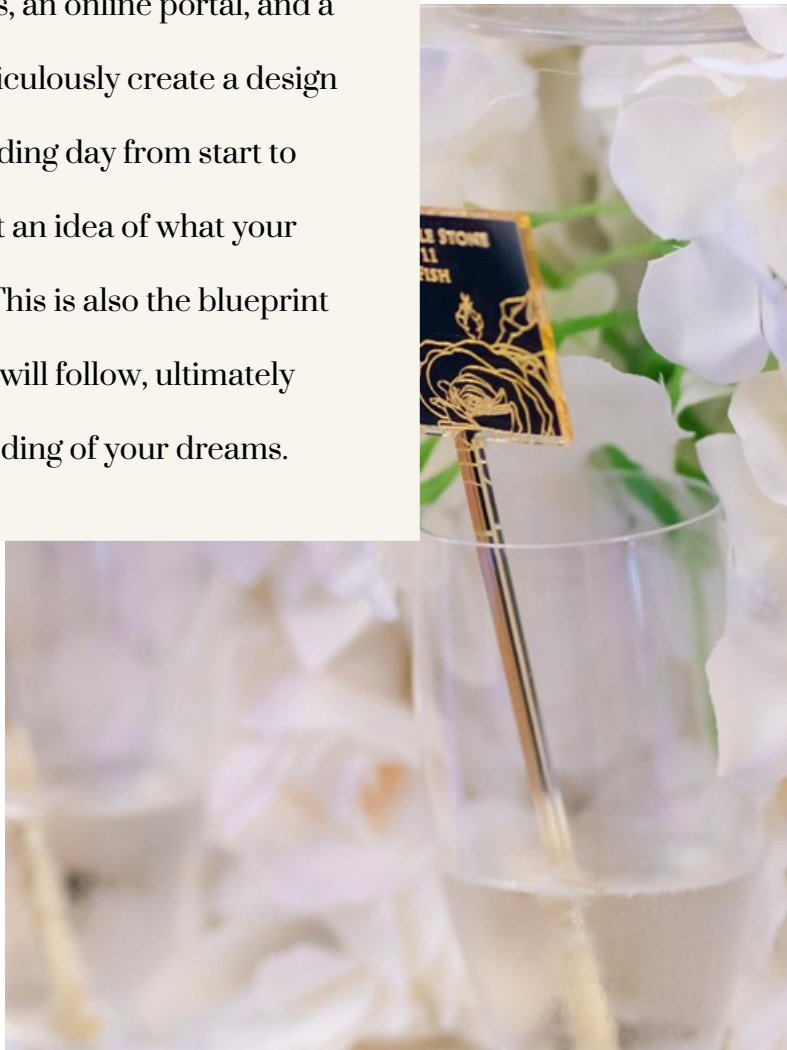 s, an online portal, and a
iculously create a design
ding day from start to
t an idea of what your
This is also the blueprint
will follow, ultimately
ding of your dreams.
LE STONE
11
FISH